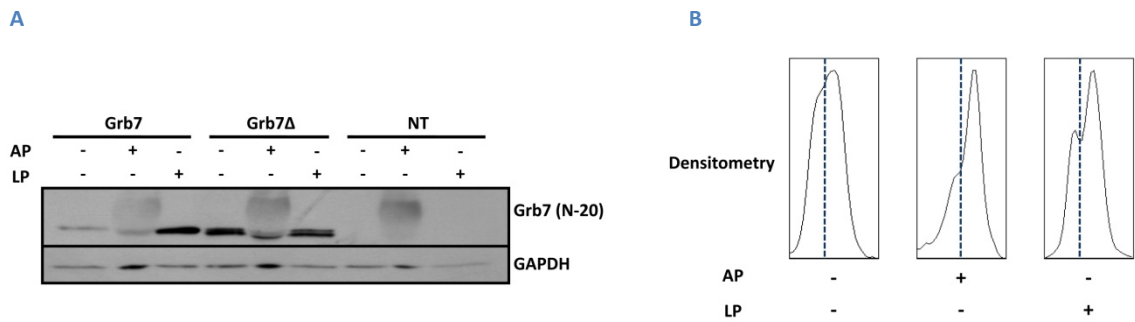 A
Grb7 Grb7Δ NT
AP - + - - + - - +
LP - - + - - + - - +
Grb7 (N-20)
GAPDH
B
Densitometry
AP - + -
LP - - +